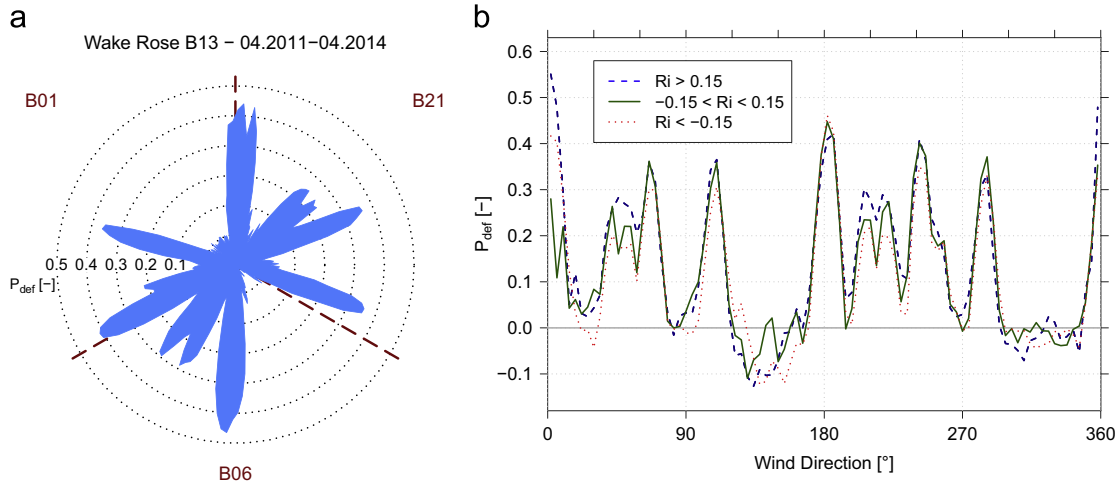 a
Wake Rose B13 − 04.2011−04.2014
B01
B21
0.5 0.4 0.3 0.2 0.1
P_def [−]
B06
b
0.6
0.5
0.4
0.3
0.2
0.1
0.0
−0.1
P_def [−]
Ri > 0.15
−0.15 < Ri < 0.15
Ri < −0.15
0 90 180 270 360
Wind Direction [°]